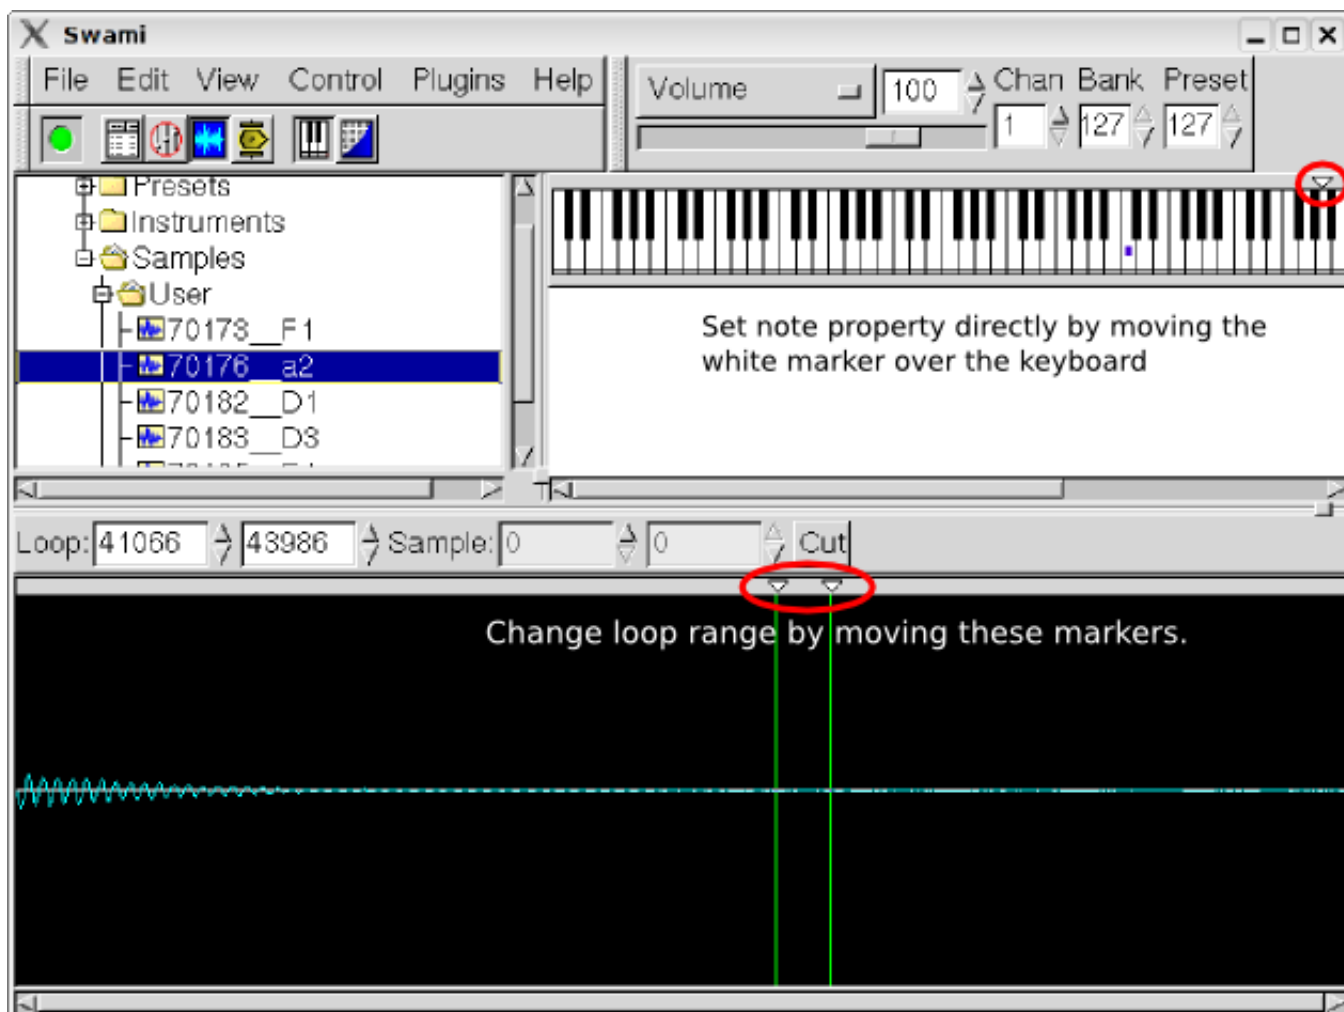 Swami
File Edit View Control Plugins Help
Volume 100 Chan Bank Preset
1 127 127
Presets
Instruments
Samples
User
70173__F1
70176__a2
70182__D1
70183__D3
Set note property directly by moving the
white marker over the keyboard
Loop: 41066 43986 Sample: 0 0 Cut
Change loop range by moving these markers.